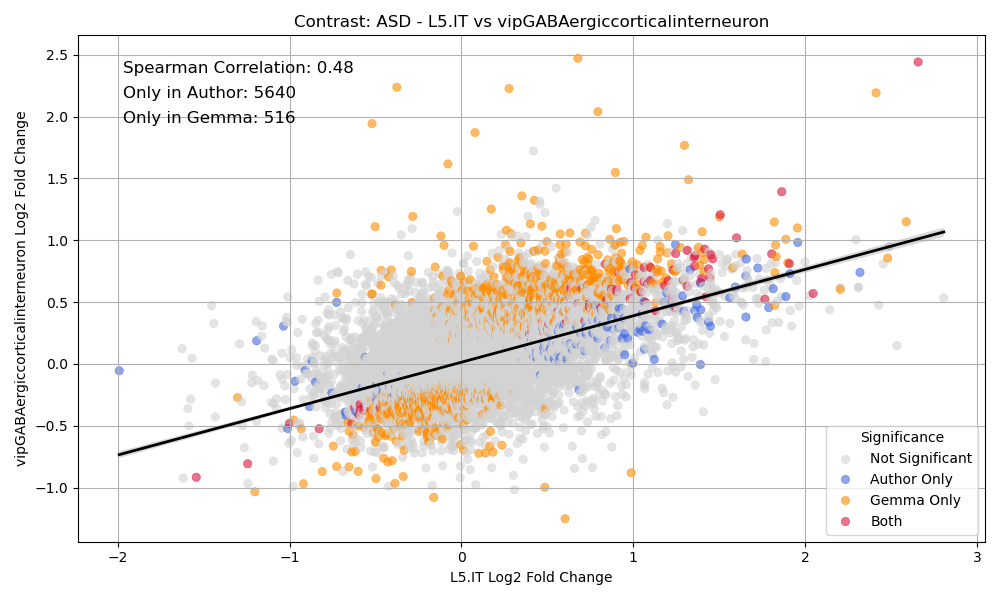 Contrast: ASD - L5.IT vs vipGABAergiccorticalinterneuron
Spearman Correlation: 0.48
Only in Author: 5640
Only in Gemma: 516
vipGABAergiccorticalinterneuron Log2 Fold Change
2.5
2.0
1.5
1.0
0.5
0.0
−0.5
−1.0
Significance
Not Significant
Author Only
Gemma Only
Both
−2
−1
0
1
2
3
L5.IT Log2 Fold Change